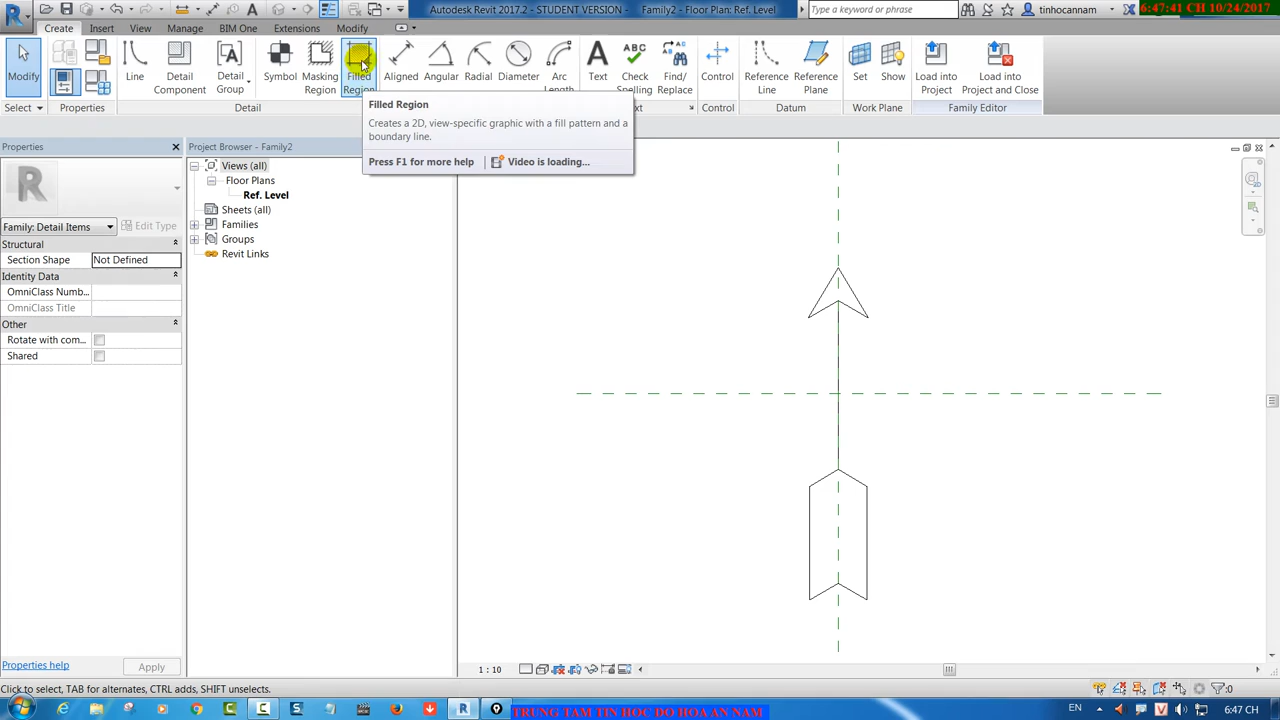 Autodesk Revit 2017.2 - STUDENT VERSION - Family2 - Floor Plan: Ref. Level
Type a keyword or phrase
tinhocannam
6:47:41 CH 10/24/2017
Create Insert View Manage BIM One Extensions Modify
Modify
Line
Detail Component
Detail Group
Symbol
Masking Region
Filled Region
Aligned
Angular
Radial
Diameter
Arc Length
Text
Check Spelling
Find/ Replace
Control
Reference Line
Reference Plane
Set
Show
Load into Project
Load into Project and Close
Select
Properties
Detail
Control
Datum
Work Plane
Family Editor
Filled Region
Creates a 2D, view-specific graphic with a fill pattern and a
boundary line.
Press F1 for more help
Video is loading...
Properties
Family: Detail Items
Edit Type
Structural
Section Shape
Not Defined
Identity Data
OmniClass Numb...
OmniClass Title
Other
Rotate with com...
Shared
Properties help
Apply
Project Browser - Family2
Views (all)
Floor Plans
Ref. Level
Sheets (all)
Families
Groups
Revit Links
1 : 10
Click to select, TAB for alternates, CTRL adds, SHIFT unselects.
:0
TRUNG TAM TIN HOC DO HOA AN NAM
EN
6:47 CH